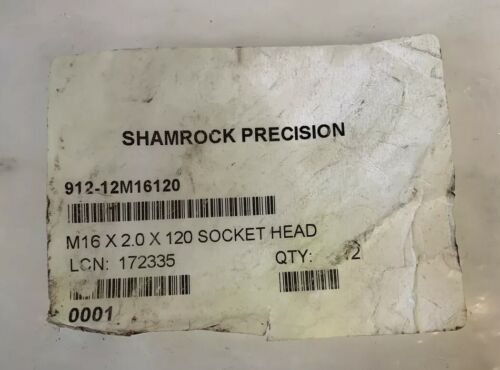 SHAMROCK PRECISION
912-12M16120
M16 X 2.0 X 120 SOCKET HEAD
LCN: 172335 QTY:
0001